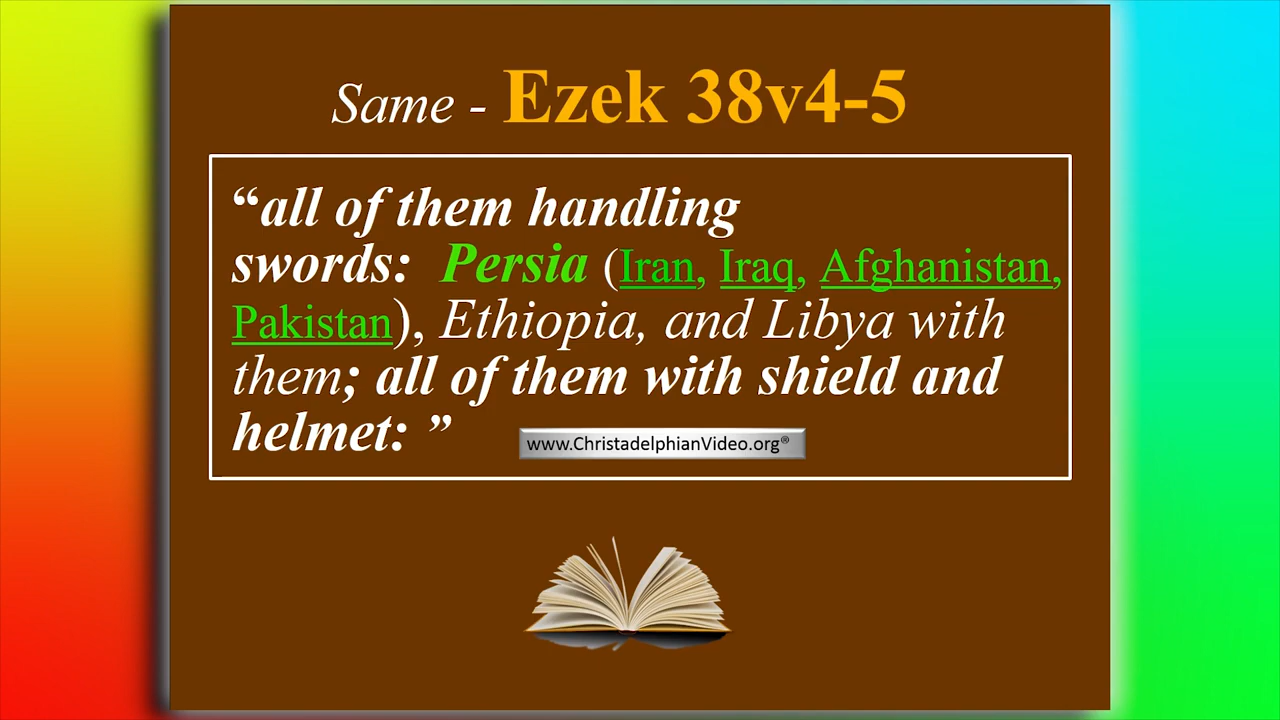 Same - Ezek 38v4-5
“all of them handling
swords: Persia (Iran, Iraq, Afghanistan,
Pakistan), Ethiopia, and Libya with
them; all of them with shield and
helmet: ”
www.ChristadelphianVideo.org®